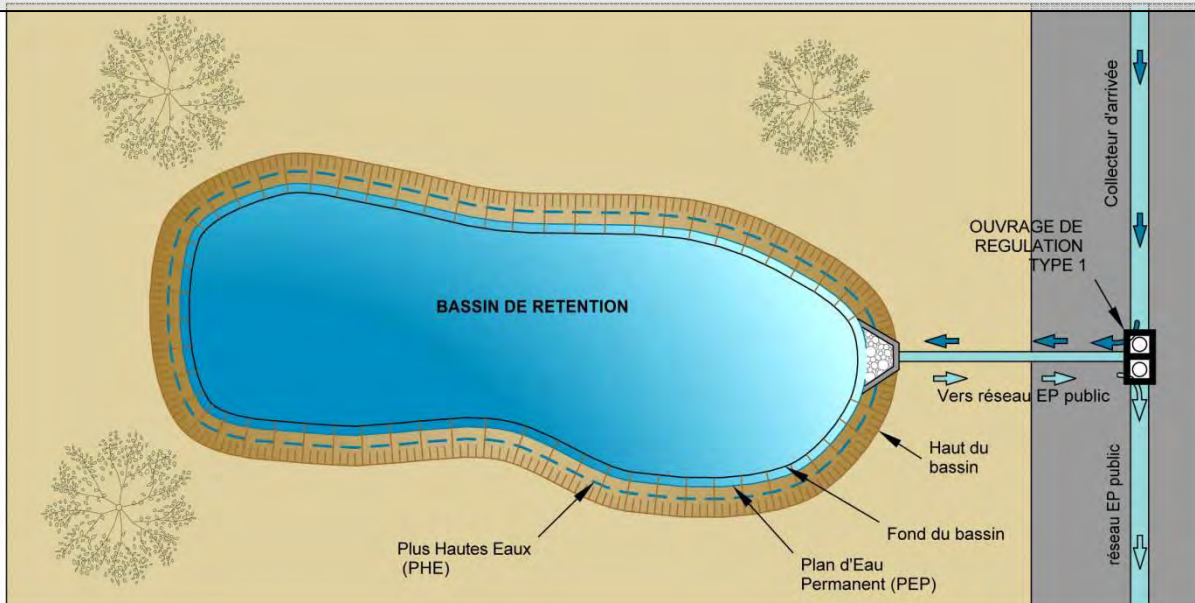 Collecteur d'arrivée
OUVRAGE DE
REGULATION
TYPE 1
BASSIN DE RETENTION
Vers réseau EP public
Haut du
bassin
réseau EP public
Fond du bassin
Plus Hautes Eaux
(PHE)
Plan d'Eau
Permanent (PEP)